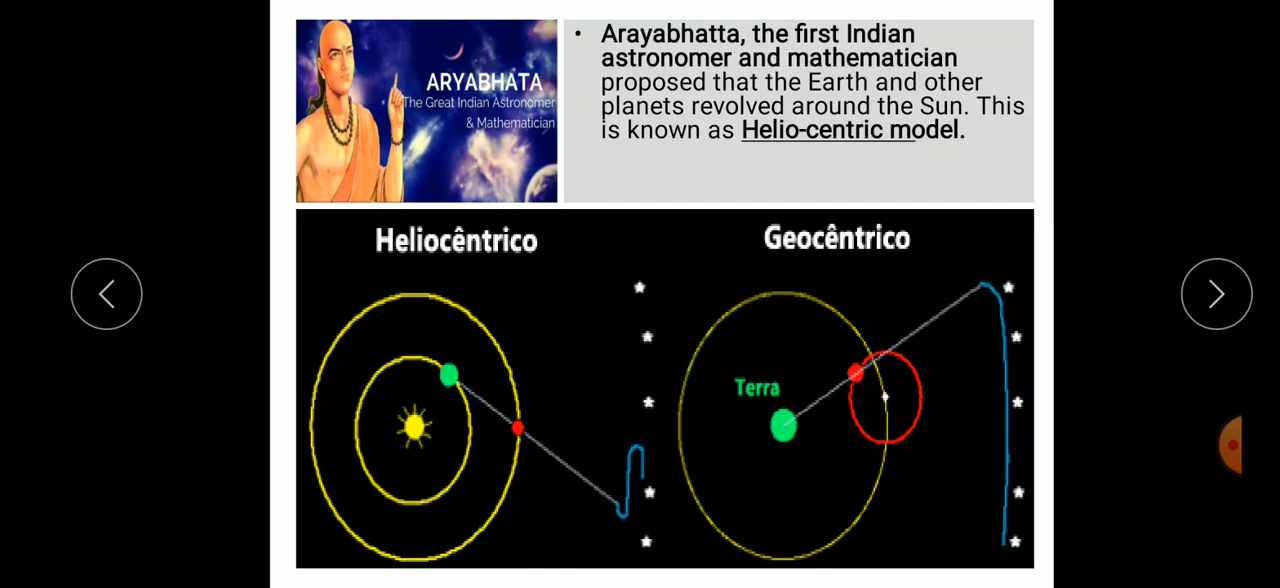 ARYABHATA
The Great Indian Astronomer
& Mathematician
• Arayabhatta, the first Indian
astronomer and mathematician
proposed that the Earth and other
planets revolved around the Sun. This
is known as Helio-centric model.
Heliocêntrico
Geocêntrico
Terra